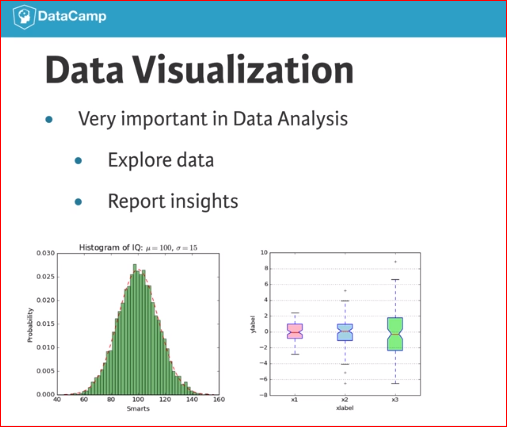 DataCamp
Data Visualization
Very important in Data Analysis
Explore data
Report insights
Histogram of IQ: μ = 100, σ = 15
0.030
0.025
0.020
0.015
0.010
0.005
0.000
Probability
40 60 80 100 120 140 160
Smarts
10
8
6
4
2
0
−2
−4
−6
−8
ylabel
x1 x2 x3
xlabel